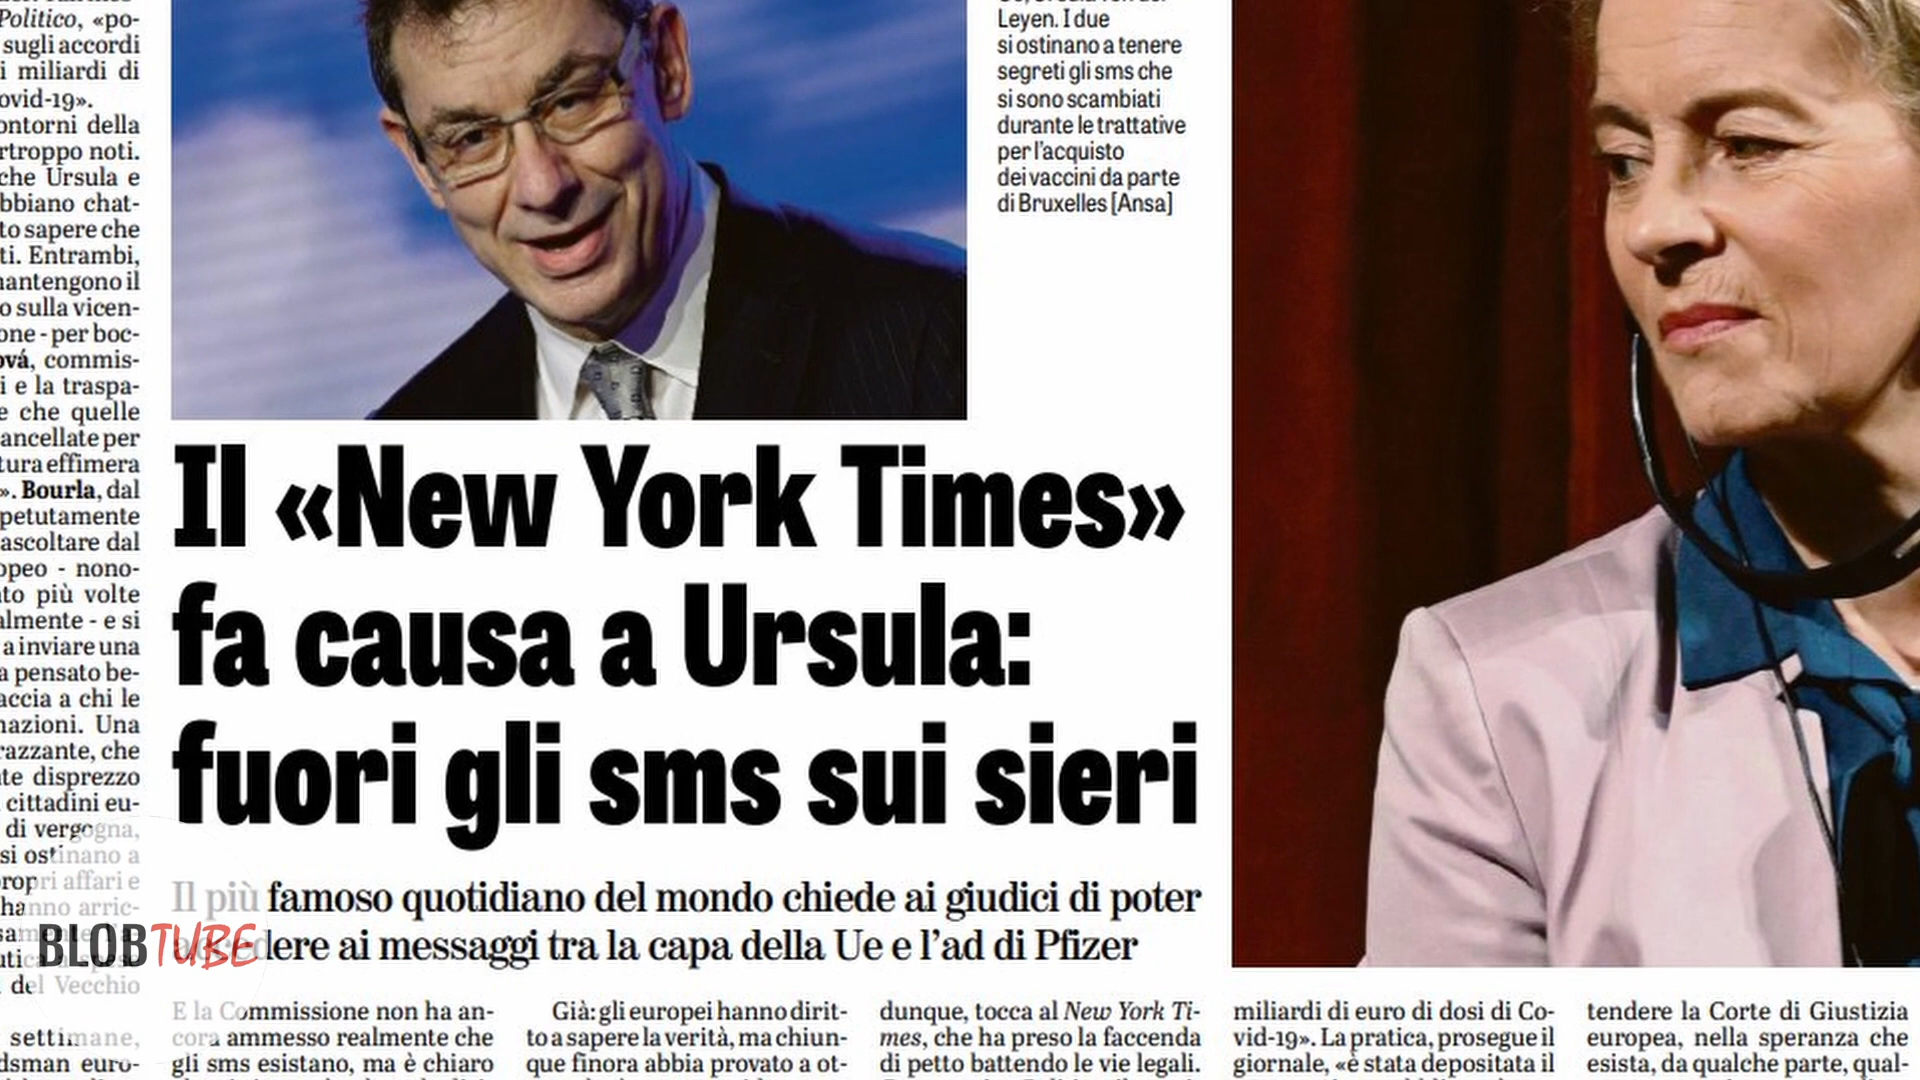 Politico, «po-
sugli accordi
i miliardi di
ovid-19».
ontorni della
rtroppo noti.
che Ursula e
bbiano chat-
to sapere che
ti. Entrambi,
nantengono il
o sulla vicen-
one - per boc-
ová, commis-
i e la traspa-
e che quelle
ancellate per
tura effimera
». Bourla, dal
petutamente
ascoltare dal
opeo - nono-
to più volte
almente - e si
a inviare una
a pensato be-
accia a chi le
nazioni. Una
razzante, che
te disprezzo
cittadini eu-
di vergogna,
si ostinano a
propri affari e
hanno arric-
del Vecchio
settimane,
dsman euro-
Leyen. I due
si ostinano a tenere
segreti gli sms che
si sono scambiati
durante le trattative
per l'acquisto
dei vaccini da parte
di Bruxelles [Ansa]
Il «New York Times»
fa causa a Ursula:
fuori gli sms sui sieri
Il più famoso quotidiano del mondo chiede ai giudici di poter
accedere ai messaggi tra la capa della Ue e l'ad di Pfizer
E la Commissione non ha an-
cora ammesso realmente che
gli sms esistano, ma è chiaro
Già: gli europei hanno dirit-
to a sapere la verità, ma chiun-
que finora abbia provato a ot-
dunque, tocca al New York Ti-
mes, che ha preso la faccenda
di petto battendo le vie legali.
miliardi di euro di dosi di Co-
vid-19». La pratica, prosegue il
giornale, «è stata depositata il
tendere la Corte di Giustizia
europea, nella speranza che
esista, da qualche parte, qual-
BLOBTUBE